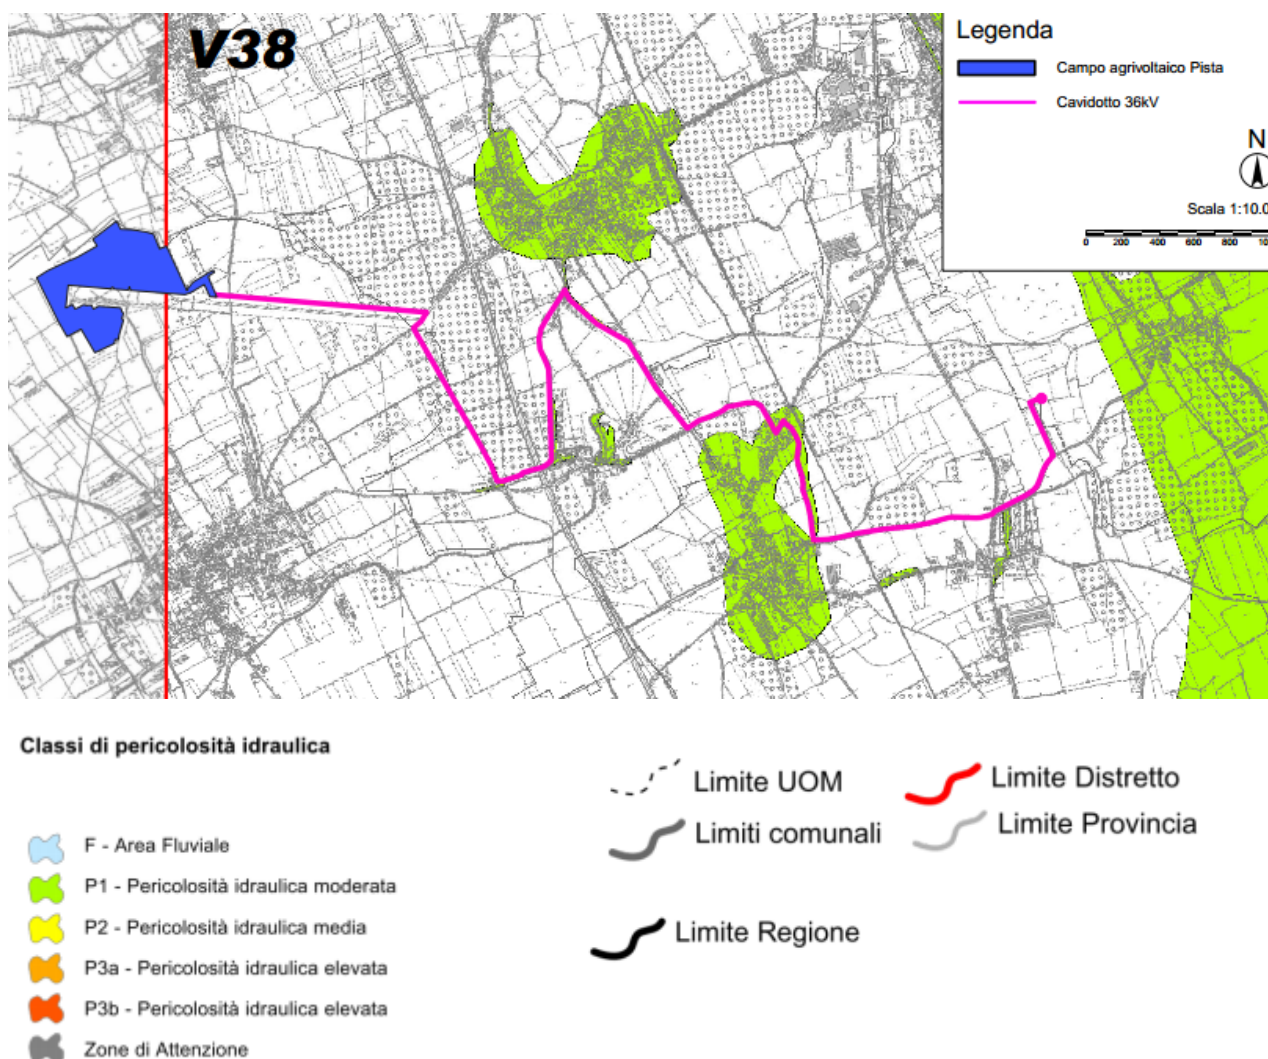 V38
Legenda
Campo agrivoltaico Pista
Cavidotto 36kV
N
Scala 1:10.0
0 200 400 600 800 10
Classi di pericolosità idraulica
F - Area Fluviale
P1 - Pericolosità idraulica moderata
P2 - Pericolosità idraulica media
P3a - Pericolosità idraulica elevata
P3b - Pericolosità idraulica elevata
Zone di Attenzione
Limite UOM
Limiti comunali
Limite Regione
Limite Distretto
Limite Provincia